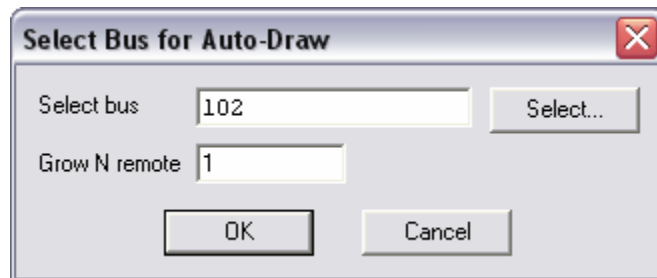 Select Bus for Auto-Draw
Select bus 102 Select...
Grow N remote 1
OK Cancel